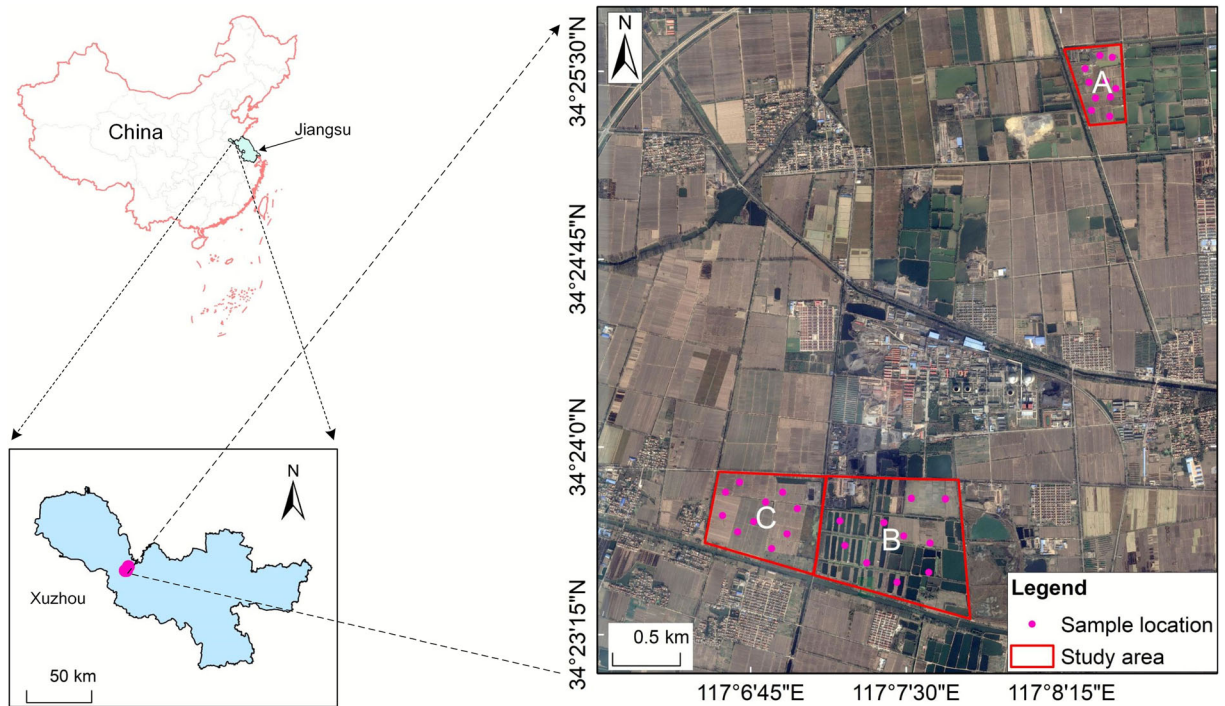 China
Jiangsu
N
Xuzhou
50 km
N
A
C
B
34°25'30"N
34°24'45"N
34°24'0"N
34°23'15"N
0.5 km
Legend
Sample location
Study area
117°6'45"E
117°7'30"E
117°8'15"E